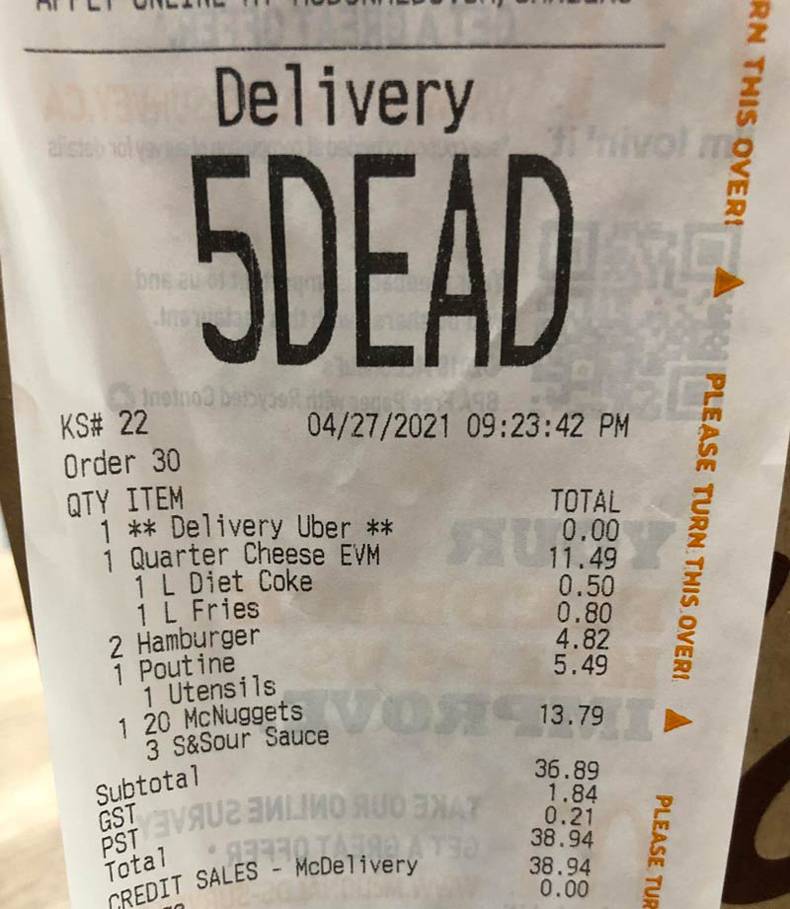 Delivery
5DEAD
KS# 22 04/27/2021 09:23:42 PM
Order 30
QTY ITEM TOTAL
1 ** Delivery Uber ** 0.00
1 Quarter Cheese EVM 11.49
1 L Diet Coke 0.50
1 L Fries 0.80
2 Hamburger 4.82
1 Poutine 5.49
1 Utensils
1 20 McNuggets 13.79
3 S&Sour Sauce
Subtotal 36.89
GST 1.84
PST 0.21
Total 38.94
CREDIT SALES - McDelivery 38.94
0.00
RN THIS OVER!
PLEASE TURN THIS OVER!
PLEASE TUR